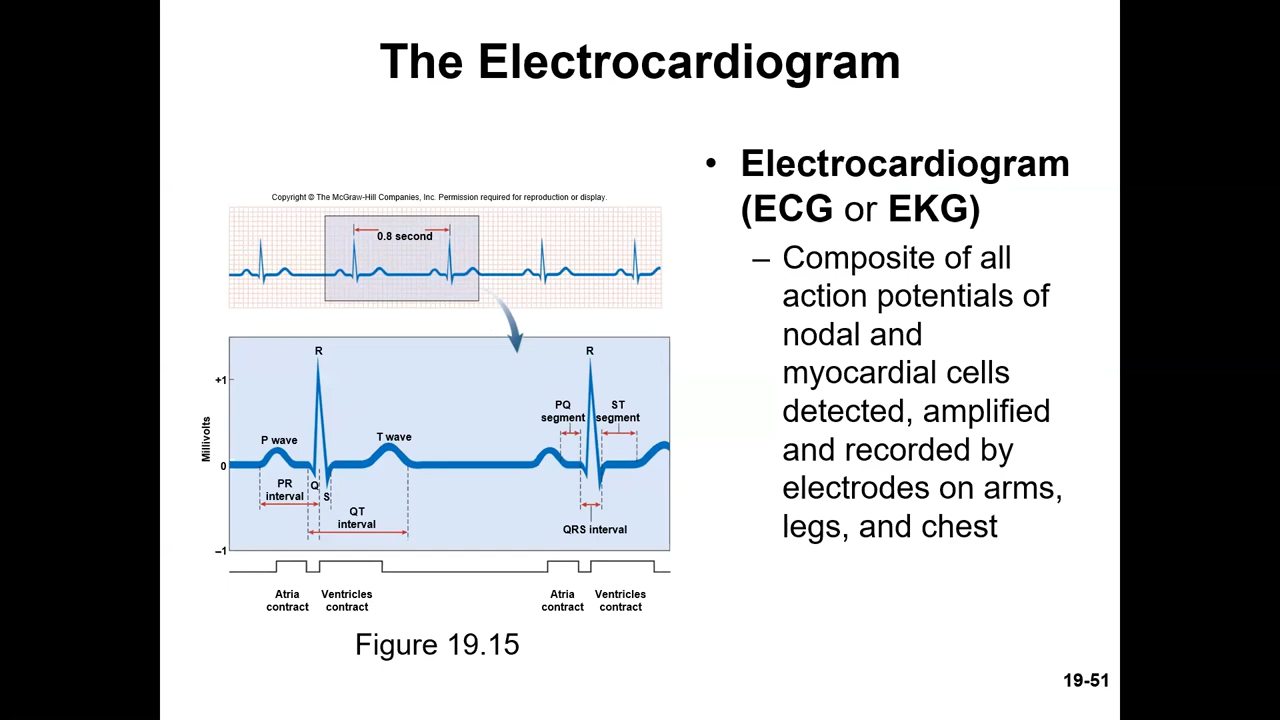 The Electrocardiogram
Copyright © The McGraw-Hill Companies, Inc. Permission required for reproduction or display.
0.8 second
R
R
+1
PQ
segment
ST
segment
P wave
T wave
Millivolts
0
PR
interval
Q
S
QT
interval
QRS interval
–1
Atria
contract
Ventricles
contract
Atria
contract
Ventricles
contract
Figure 19.15
• Electrocardiogram
(ECG or EKG)
– Composite of all
action potentials of
nodal and
myocardial cells
detected, amplified
and recorded by
electrodes on arms,
legs, and chest
19-51